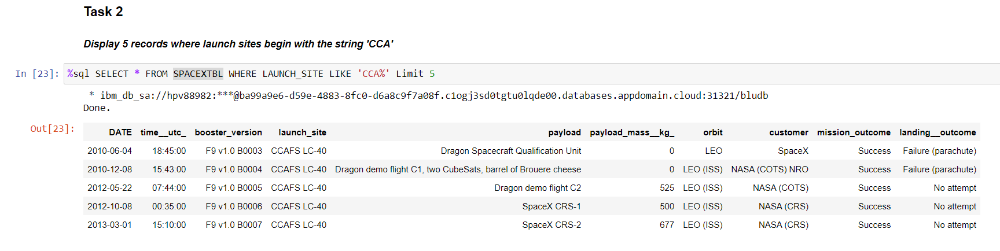 Task 2
Display 5 records where launch sites begin with the string 'CCA'
In [23]: %sql SELECT * FROM SPACEXTBL WHERE LAUNCH_SITE LIKE 'CCA%' Limit 5
* ibm_db_sa://hpv88982:***@ba99a9e6-d59e-4883-8fc0-d6a8c9f7a08f.c1ogj3sd0tgtu0lqde00.databases.appdomain.cloud:31321/bludb
Done.
Out[23]:
DATE time__utc_ booster_version launch_site payload payload_mass__kg_ orbit customer mission_outcome landing__outcome
2010-06-04 18:45:00 F9 v1.0 B0003 CCAFS LC-40 Dragon Spacecraft Qualification Unit 0 LEO SpaceX Success Failure (parachute)
2010-12-08 15:43:00 F9 v1.0 B0004 CCAFS LC-40 Dragon demo flight C1, two CubeSats, barrel of Brouere cheese 0 LEO (ISS) NASA (COTS) NRO Success Failure (parachute)
2012-05-22 07:44:00 F9 v1.0 B0005 CCAFS LC-40 Dragon demo flight C2 525 LEO (ISS) NASA (COTS) Success No attempt
2012-10-08 00:35:00 F9 v1.0 B0006 CCAFS LC-40 SpaceX CRS-1 500 LEO (ISS) NASA (CRS) Success No attempt
2013-03-01 15:10:00 F9 v1.0 B0007 CCAFS LC-40 SpaceX CRS-2 677 LEO (ISS) NASA (CRS) Success No attempt